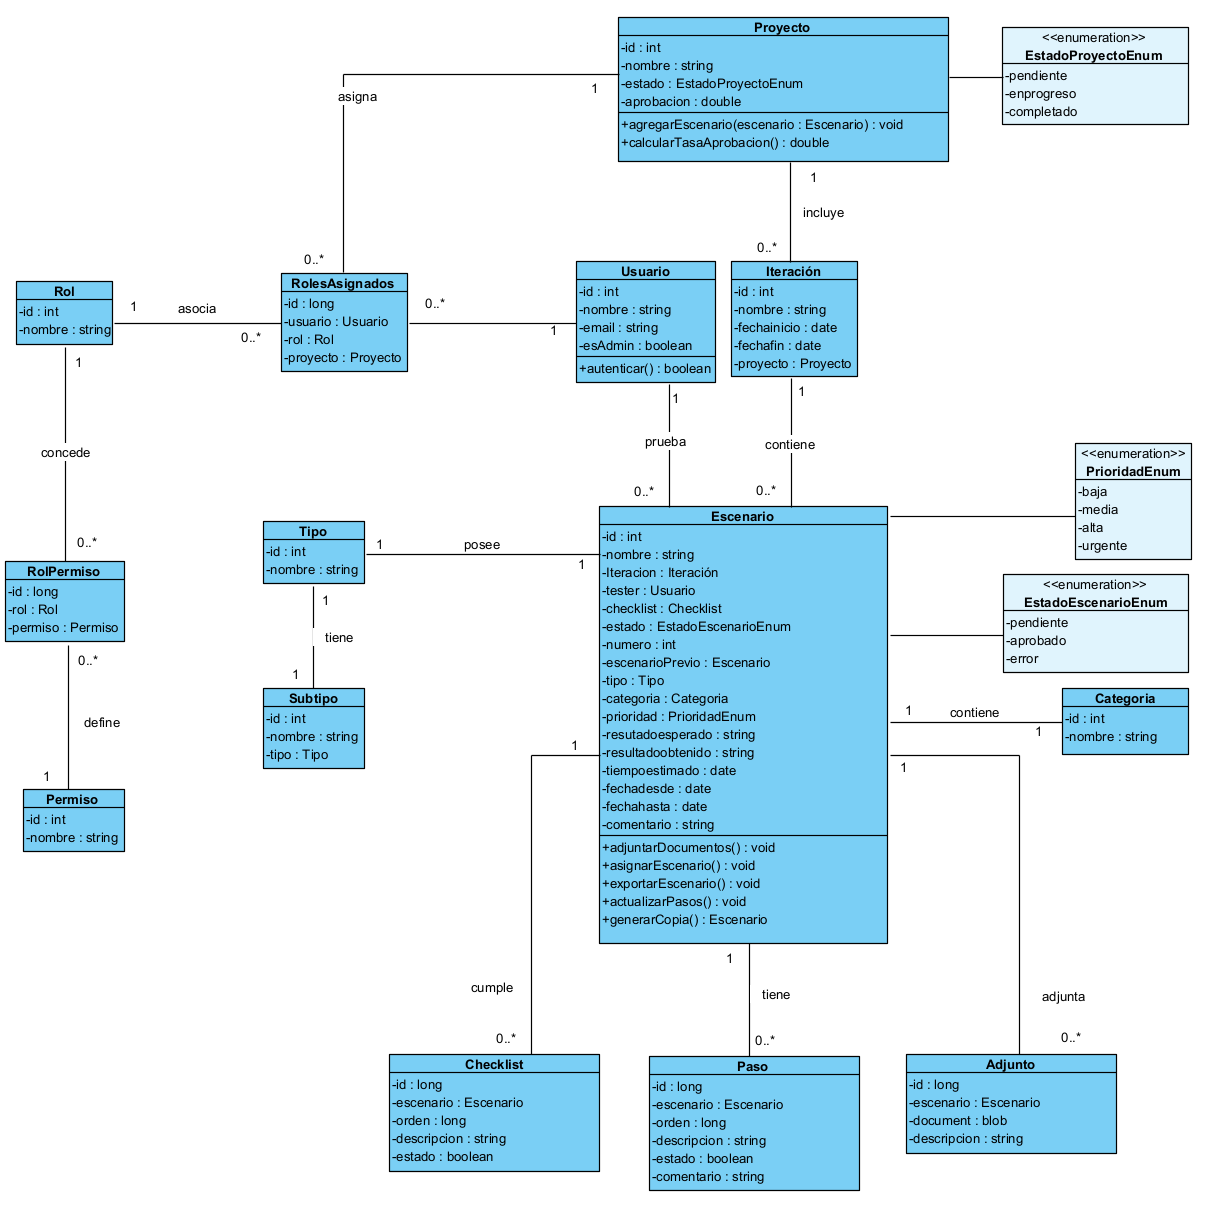 Proyecto
-id : int
-nombre : string
-estado : EstadoProyectoEnum
-aprobacion : double
+agregarEscenario(escenario : Escenario) : void
+calcularTasaAprobacion() : double
<<enumeration>>
EstadoProyectoEnum
-pendiente
-enprogreso
-completado
asigna
1
0..*
1
incluye
0..*
Rol
-id : int
-nombre : string
1
asocia
0..*
RolesAsignados
-id : long
-usuario : Usuario
-rol : Rol
-proyecto : Proyecto
0..*
1
Usuario
-id : int
-nombre : string
-email : string
-esAdmin : boolean
+autenticar() : boolean
Iteración
-id : int
-nombre : string
-fechainicio : date
-fechafin : date
-proyecto : Proyecto
1
concede
0..*
1
prueba
0..*
1
contiene
0..*
<<enumeration>>
PrioridadEnum
-baja
-media
-alta
-urgente
RolPermiso
-id : long
-rol : Rol
-permiso : Permiso
0..*
define
1
Permiso
-id : int
-nombre : string
Tipo
-id : int
-nombre : string
1
posee
1
1
tiene
1
Subtipo
-id : int
-nombre : string
-tipo : Tipo
Escenario
-id : int
-nombre : string
-Iteracion : Iteración
-tester : Usuario
-checklist : Checklist
-estado : EstadoEscenarioEnum
-numero : int
-escenarioPrevio : Escenario
-tipo : Tipo
-categoria : Categoria
-prioridad : PrioridadEnum
-resutadoesperado : string
-resultadoobtenido : string
-tiempoestimado : date
-fechadesde : date
-fechahasta : date
-comentario : string
+adjuntarDocumentos() : void
+asignarEscenario() : void
+exportarEscenario() : void
+actualizarPasos() : void
+generarCopia() : Escenario
<<enumeration>>
EstadoEscenarioEnum
-pendiente
-aprobado
-error
1
contiene
1
Categoria
-id : int
-nombre : string
1
cumple
0..*
1
tiene
0..*
1
adjunta
0..*
Checklist
-id : long
-escenario : Escenario
-orden : long
-descripcion : string
-estado : boolean
Paso
-id : long
-escenario : Escenario
-orden : long
-descripcion : string
-estado : boolean
-comentario : string
Adjunto
-id : long
-escenario : Escenario
-document : blob
-descripcion : string